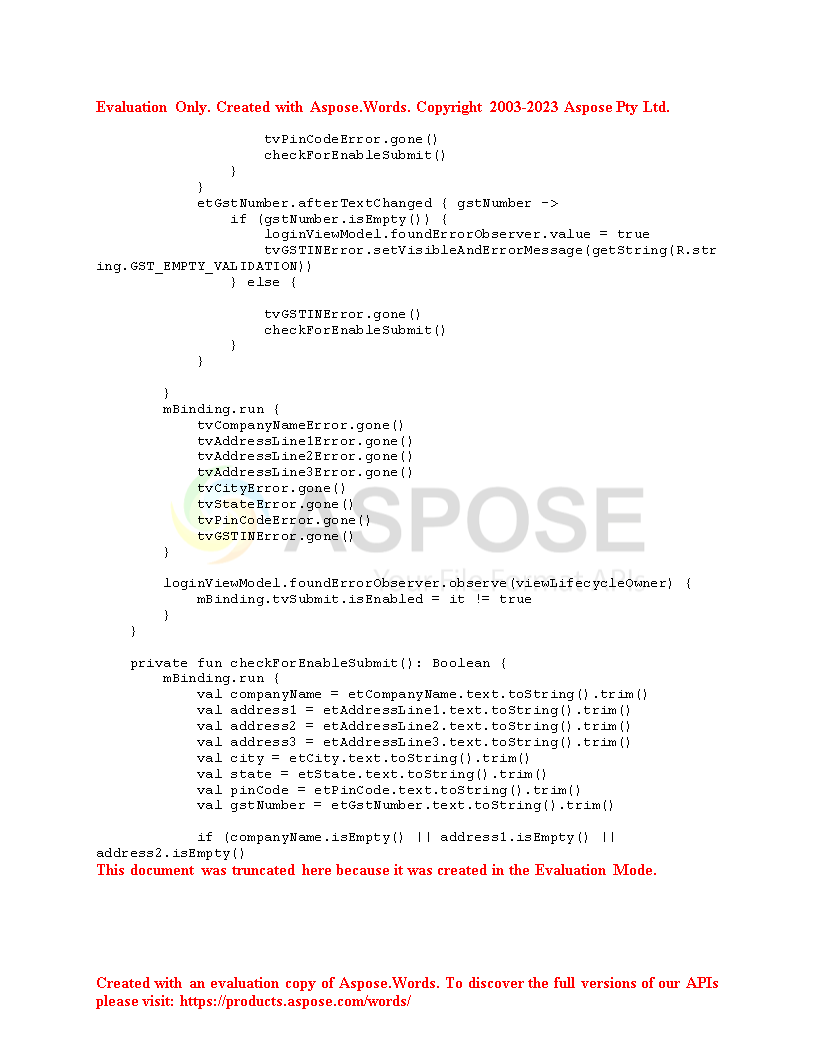 Evaluation Only. Created with Aspose.Words. Copyright 2003-2023 Aspose Pty Ltd.
                    tvPinCodeError.gone()
                    checkForEnableSubmit()
                }
            }
            etGstNumber.afterTextChanged { gstNumber ->
                if (gstNumber.isEmpty()) {
                    loginViewModel.foundErrorObserver.value = true
                    tvGSTINError.setVisibleAndErrorMessage(getString(R.str
ing.GST_EMPTY_VALIDATION))
                } else {

                    tvGSTINError.gone()
                    checkForEnableSubmit()
                }
            }

        }
        mBinding.run {
            tvCompanyNameError.gone()
            tvAddressLine1Error.gone()
            tvAddressLine2Error.gone()
            tvAddressLine3Error.gone()
            tvCityError.gone()
            tvStateError.gone()
            tvPinCodeError.gone()
            tvGSTINError.gone()
        }
ASPOSE
Your File Format APIs

        loginViewModel.foundErrorObserver.observe(viewLifecycleOwner) {
            mBinding.tvSubmit.isEnabled = it != true
        }
    }

    private fun checkForEnableSubmit(): Boolean {
        mBinding.run {
            val companyName = etCompanyName.text.toString().trim()
            val address1 = etAddressLine1.text.toString().trim()
            val address2 = etAddressLine2.text.toString().trim()
            val address3 = etAddressLine3.text.toString().trim()
            val city = etCity.text.toString().trim()
            val state = etState.text.toString().trim()
            val pinCode = etPinCode.text.toString().trim()
            val gstNumber = etGstNumber.text.toString().trim()

            if (companyName.isEmpty() || address1.isEmpty() ||
address2.isEmpty()
This document was truncated here because it was created in the Evaluation Mode.
Created with an evaluation copy of Aspose.Words. To discover the full versions of our APIs
please visit: https://products.aspose.com/words/